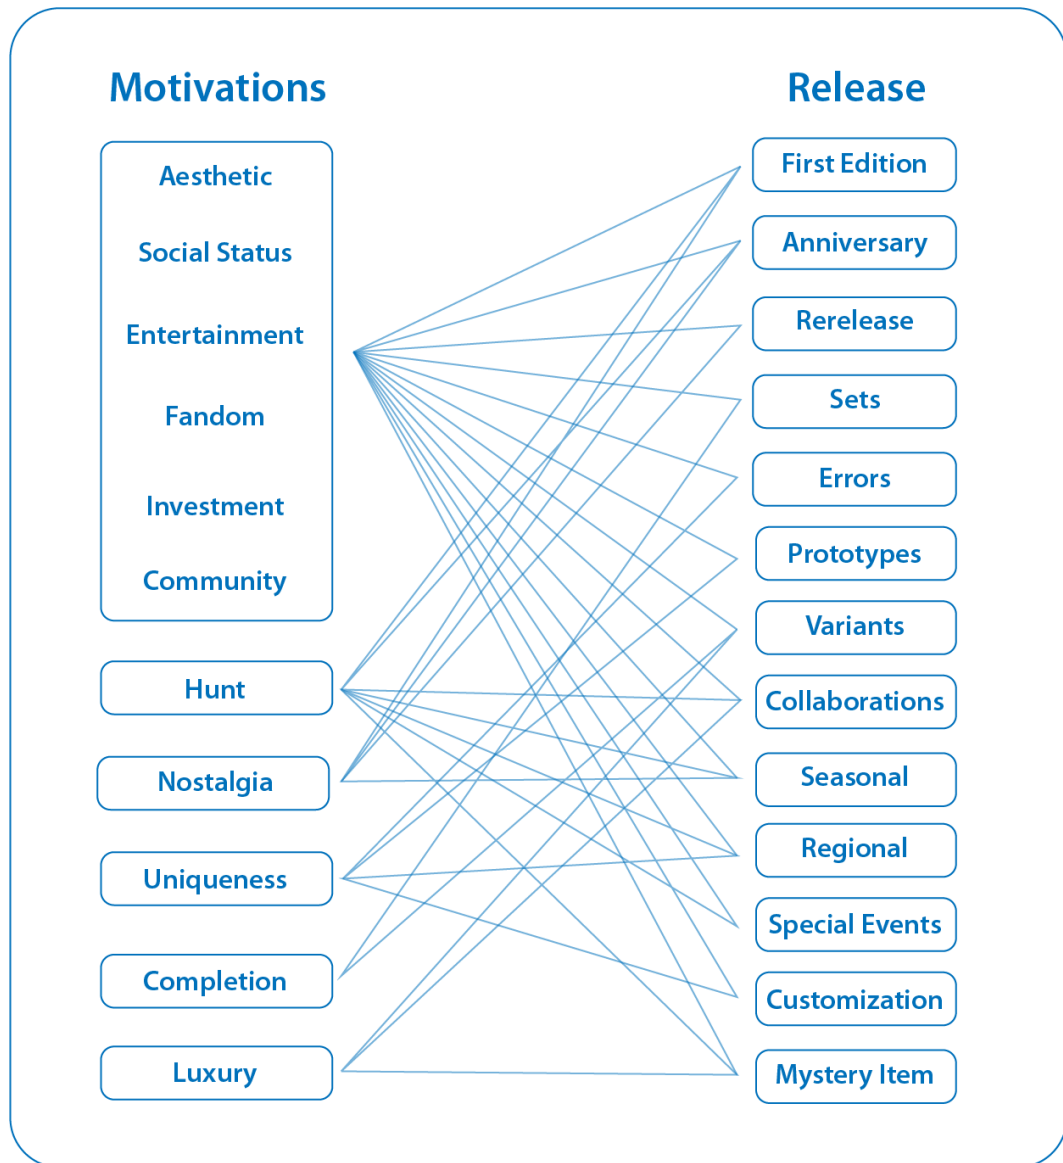 Motivations
Aesthetic
Social Status
Entertainment
Fandom
Investment
Community
Hunt
Nostalgia
Uniqueness
Completion
Luxury
Release
First Edition
Anniversary
Rerelease
Sets
Errors
Prototypes
Variants
Collaborations
Seasonal
Regional
Special Events
Customization
Mystery Item